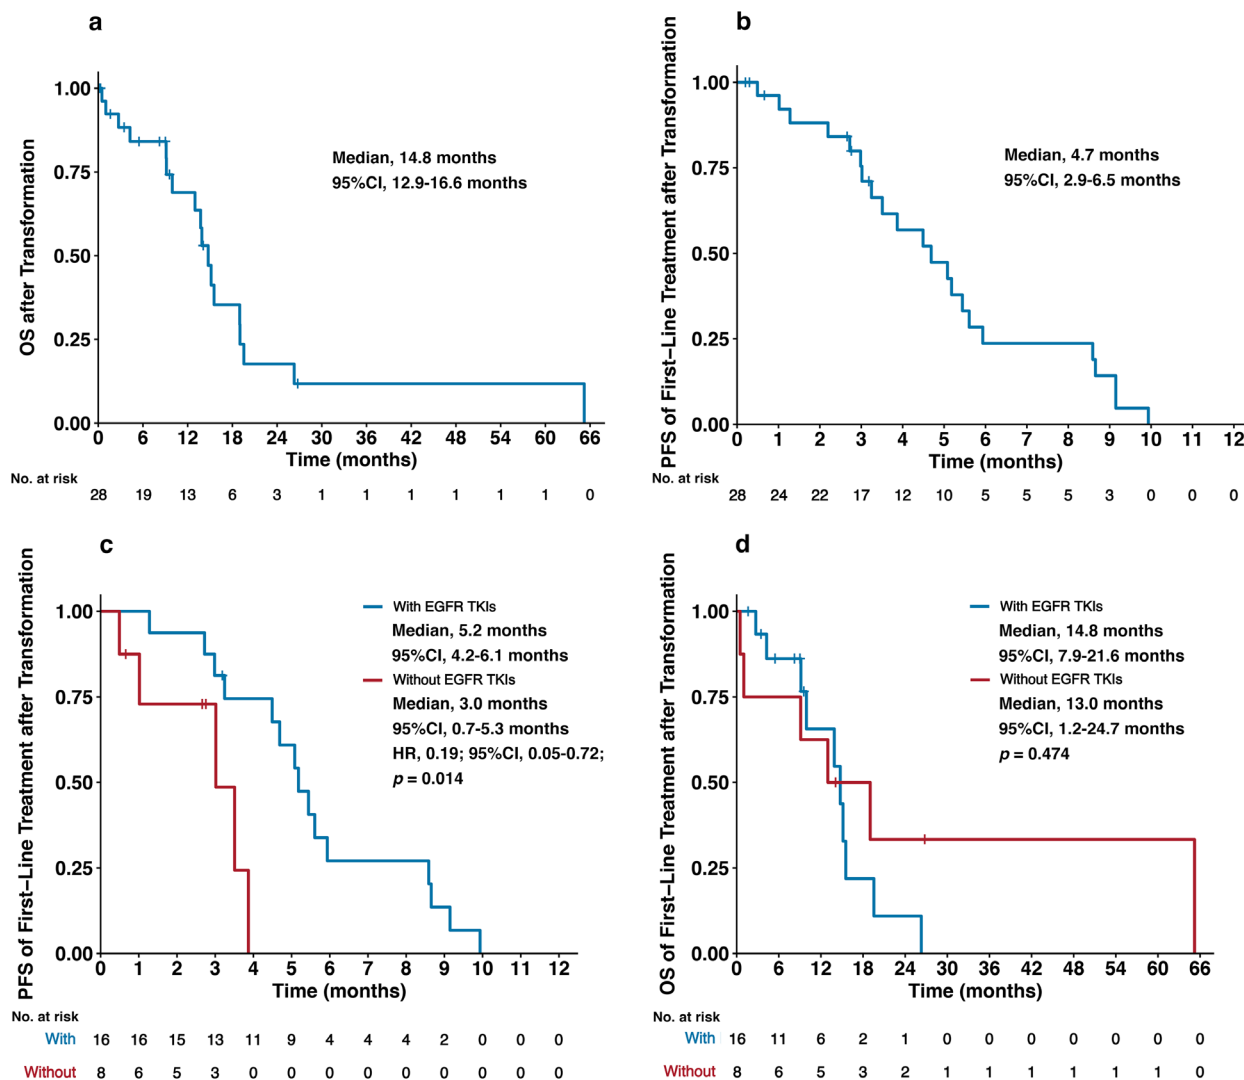 a
OS after Transformation
1.00
0.75
0.50
0.25
0.00
Median, 14.8 months
95%CI, 12.9-16.6 months
0 6 12 18 24 30 36 42 48 54 60 66
Time (months)
No. at risk
28 19 13 6 3 1 1 1 1 1 1 0
b
PFS of First–Line Treatment after Transformation
1.00
0.75
0.50
0.25
0.00
Median, 4.7 months
95%CI, 2.9-6.5 months
0 1 2 3 4 5 6 7 8 9 10 11 12
Time (months)
No. at risk
28 24 22 17 12 10 5 5 5 3 0 0 0
c
PFS of First–Line Treatment after Transformation
1.00
0.75
0.50
0.25
0.00
With EGFR TKIs
Median, 5.2 months
95%CI, 4.2-6.1 months
Without EGFR TKIs
Median, 3.0 months
95%CI, 0.7-5.3 months
HR, 0.19; 95%CI, 0.05-0.72;
p = 0.014
0 1 2 3 4 5 6 7 8 9 10 11 12
Time (months)
No. at risk
With 16 16 15 13 11 9 4 4 4 2 0 0 0
Without 8 6 5 3 0 0 0 0 0 0 0 0 0
d
OS of First–Line Treatment after Transformation
1.00
0.75
0.50
0.25
0.00
With EGFR TKIs
Median, 14.8 months
95%CI, 7.9-21.6 months
Without EGFR TKIs
Median, 13.0 months
95%CI, 1.2-24.7 months
p = 0.474
0 6 12 18 24 30 36 42 48 54 60 66
Time (months)
No. at risk
With 16 11 6 2 1 0 0 0 0 0 0 0
Without 8 6 5 3 2 1 1 1 1 1 1 0